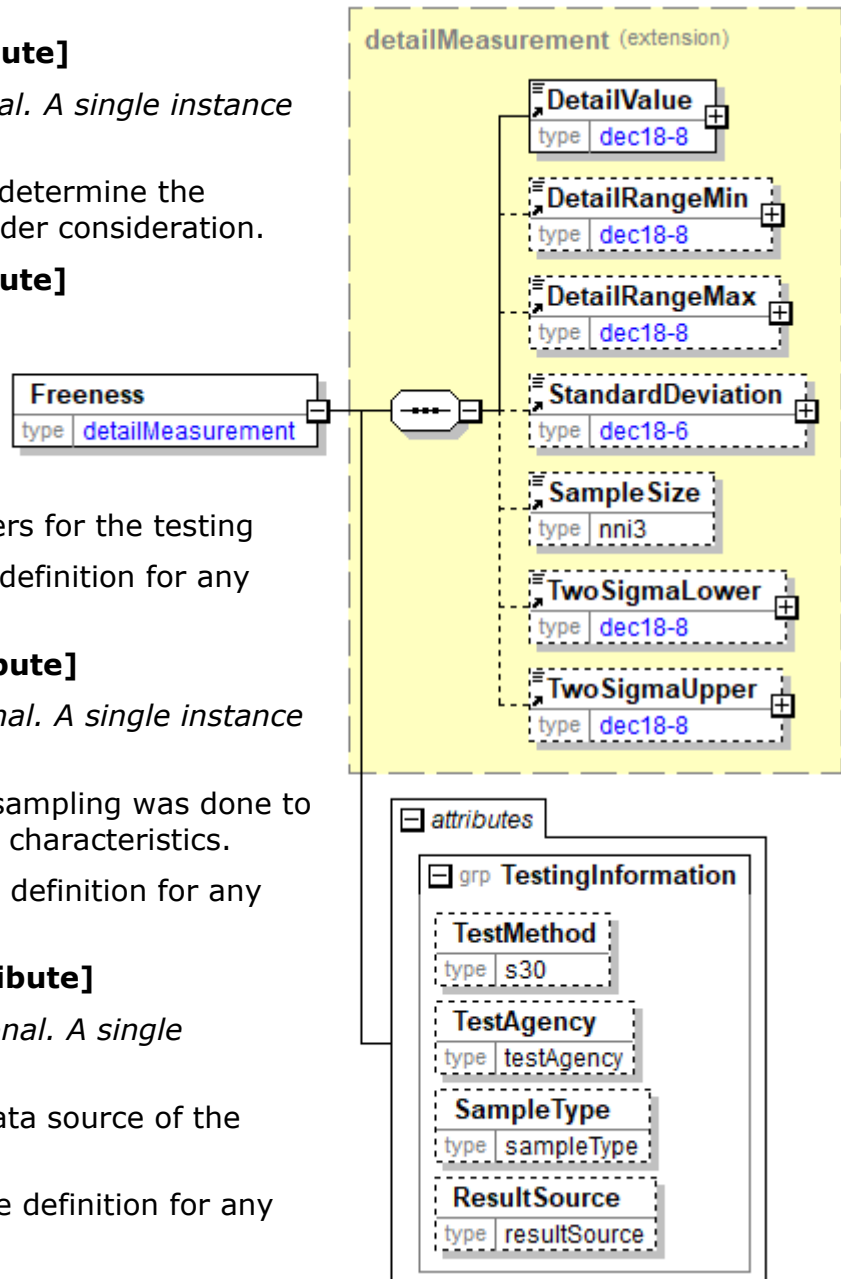 ute]
al. A single instance
determine the
der consideration.
ute]
ers for the testing
definition for any
bute]
nal. A single instance
sampling was done to
characteristics.
definition for any
ibute]
nal. A single
ata source of the
e definition for any
Freeness
type detailMeasurement
detailMeasurement (extension)
DetailValue
type dec18-8
DetailRangeMin
type dec18-8
DetailRangeMax
type dec18-8
StandardDeviation
type dec18-6
SampleSize
type nni3
TwoSigmaLower
type dec18-8
TwoSigmaUpper
type dec18-8
attributes
grp TestingInformation
TestMethod
type s30
TestAgency
type testAgency
SampleType
type sampleType
ResultSource
type resultSource